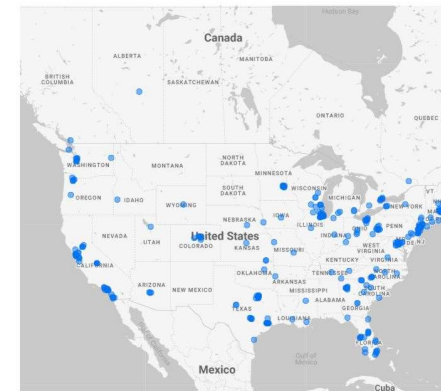 Hudson Bay
Canada
ALBERTA
MANITOBA
BRITISH
COLUMBIA
SASKATCHEWAN
ONTARIO
QUEBEC
WASHINGTON
MONTANA
NORTH
DAKOTA
MINNESOTA
SOUTH
DAKOTA
WISCONSIN
MICHIGAN
VT
OREGON
IDAHO
WYOMING
NEW YORK
NEBRASKA
IOWA
NEVADA
UTAH
COLORADO
United States
KANSAS
MISSOURI
ILLINOIS
INDIANA
OHIO
PENN
DE
NJ
WEST
VIRGINIA
CALIFORNIA
KENTUCKY
VIRGINIA
ARIZONA
NEW MEXICO
OKLAHOMA
ARKANSAS
TENNESSEE
NORTH
CAROLINA
SOUTH
CAROLINA
MISSISSIPPI
ALABAMA
GEORGIA
TEXAS
LOUISIANA
FLORIDA
Gulf of
Mexico
Mexico
Cuba